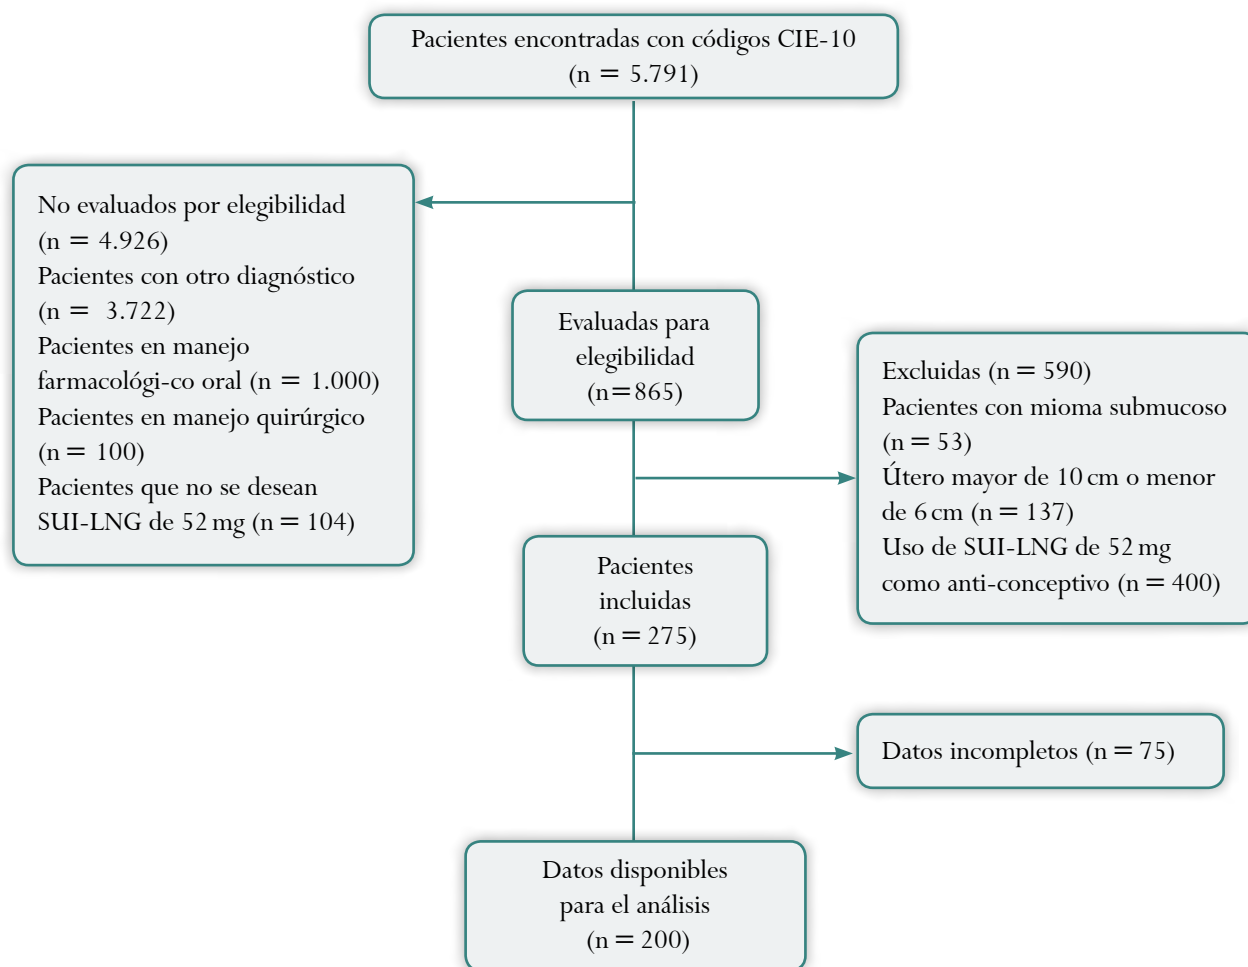 Pacientes encontradas con códigos CIE-10
(n = 5.791)
No evaluados por elegibilidad
(n = 4.926)
Pacientes con otro diagnóstico
(n = 3.722)
Pacientes en manejo
farmacológi-co oral (n = 1.000)
Pacientes en manejo quirúrgico
(n = 100)
Pacientes que no se desean
SUI-LNG de 52 mg (n = 104)
Evaluadas para
elegibilidad
(n=865)
Excluidas (n = 590)
Pacientes con mioma submucoso
(n = 53)
Útero mayor de 10 cm o menor
de 6 cm (n = 137)
Uso de SUI-LNG de 52 mg
como anti-conceptivo (n = 400)
Pacientes
incluidas
(n = 275)
Datos incompletos (n = 75)
Datos disponibles
para el análisis
(n = 200)